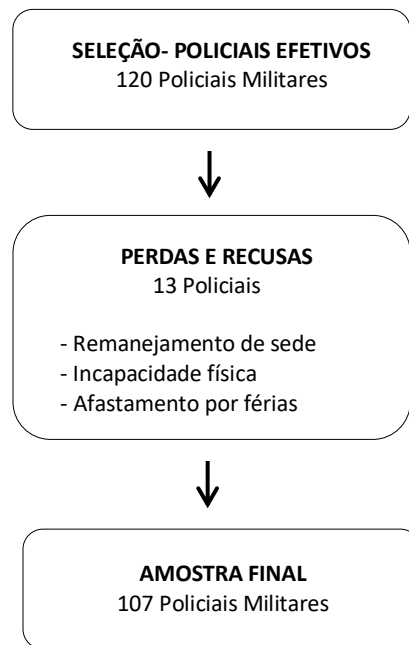 SELEÇÃO- POLICIAIS EFETIVOS
120 Policiais Militares
PERDAS E RECUSAS
13 Policiais
- Remanejamento de sede
- Incapacidade física
- Afastamento por férias
AMOSTRA FINAL
107 Policiais Militares